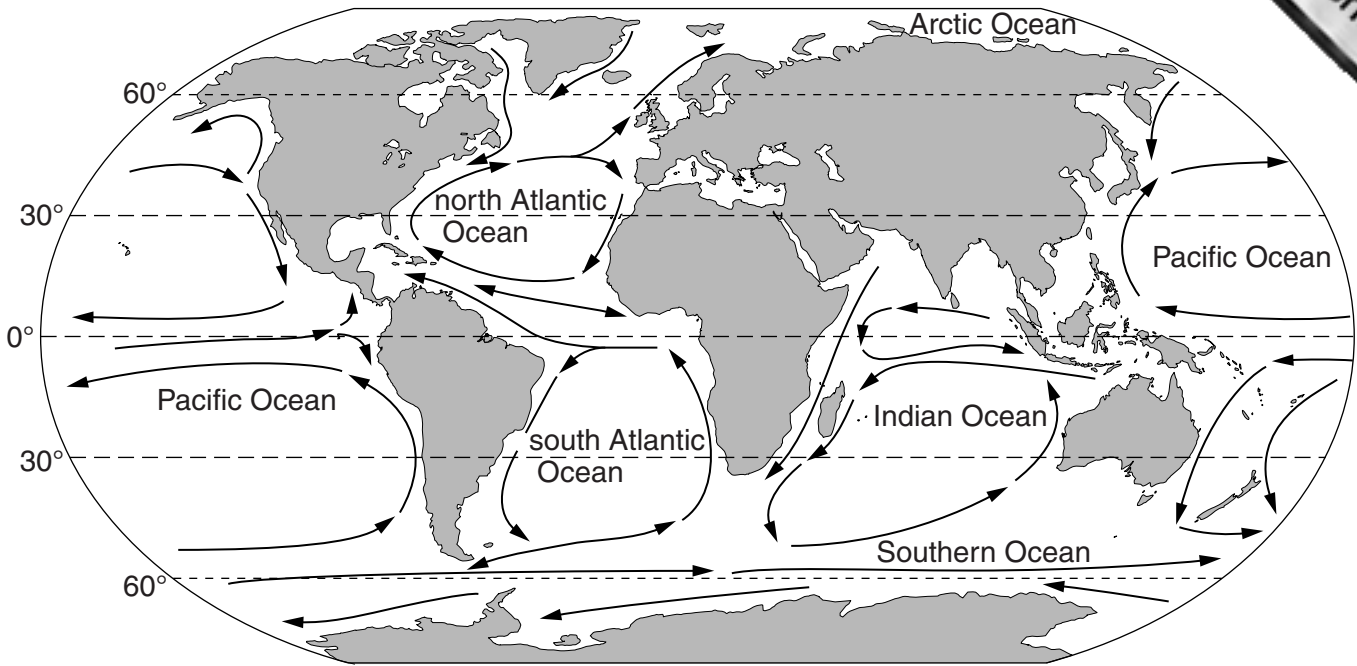 Arctic Ocean
60°
north Atlantic
Ocean
30°
Pacific Ocean
0°
Pacific Ocean
Indian Ocean
south Atlantic
Ocean
30°
Southern Ocean
60°